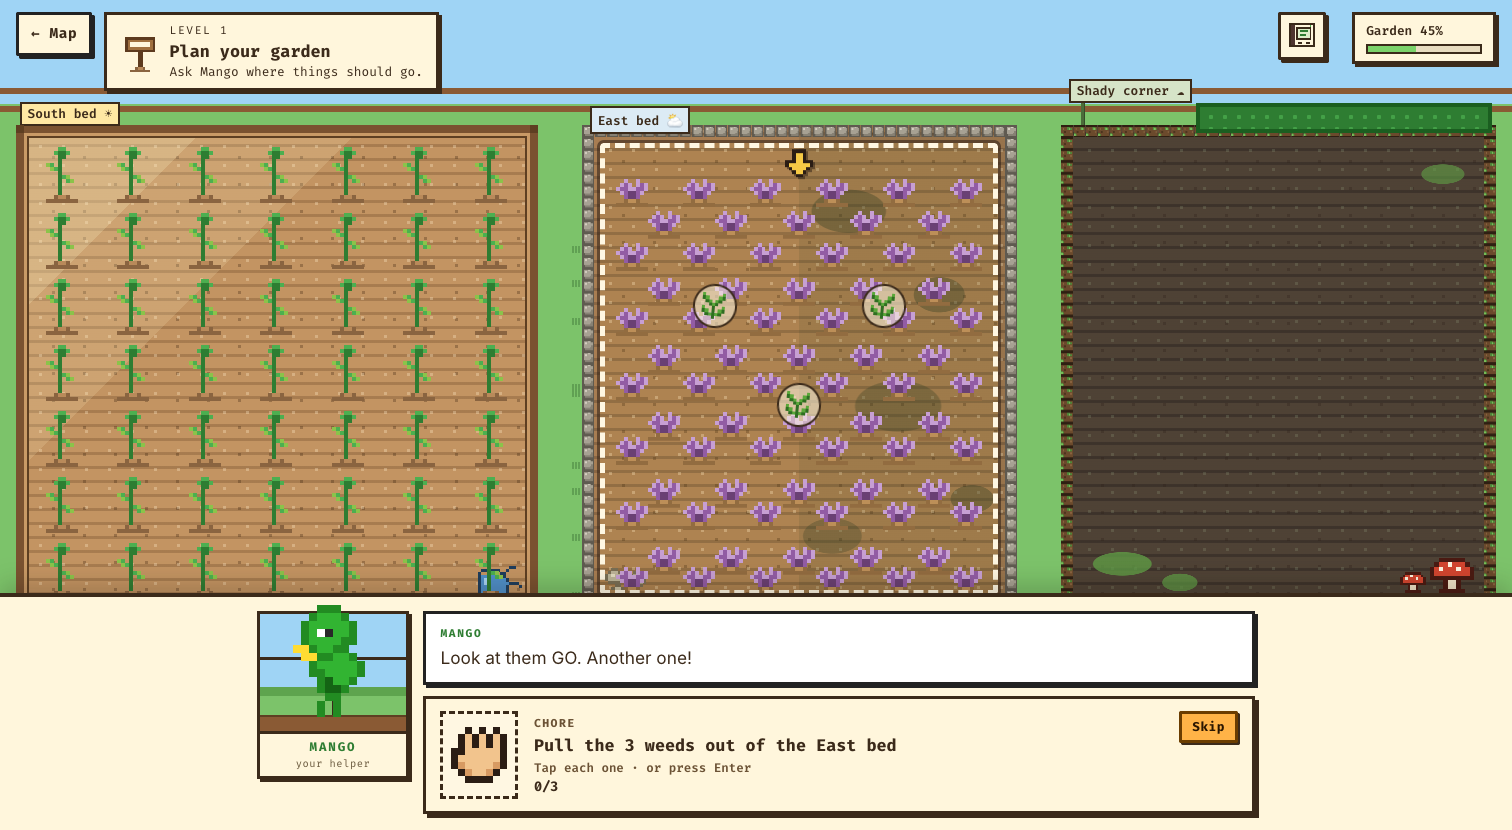 ← Map
LEVEL 1
Plan your garden
Ask Mango where things should go.
Garden 45%
Shady corner ☁
South bed ☀
East bed ⛅
MANGO
your helper
MANGO
Look at them GO. Another one!
CHORE
Pull the 3 weeds out of the East bed
Tap each one · or press Enter
0/3
Skip